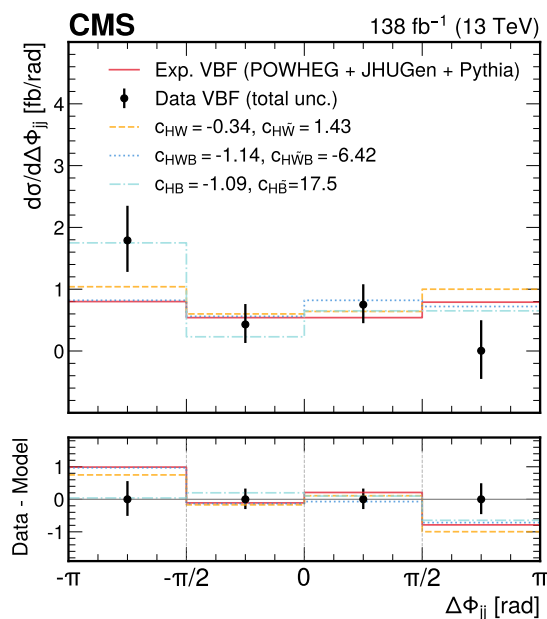 CMS 138 fb⁻¹ (13 TeV)
dσ/dΔΦjj [fb/rad]
Exp. VBF (POWHEG + JHUGen + Pythia)
Data VBF (total unc.)
cHW = -0.34, cHW̃ = 1.43
cHWB = -1.14, cHW̃B = -6.42
cHB = -1.09, cHB̃=17.5
4
3
2
1
0
Data - Model
1
0
-1
-π -π/2 0 π/2 π
ΔΦjj [rad]